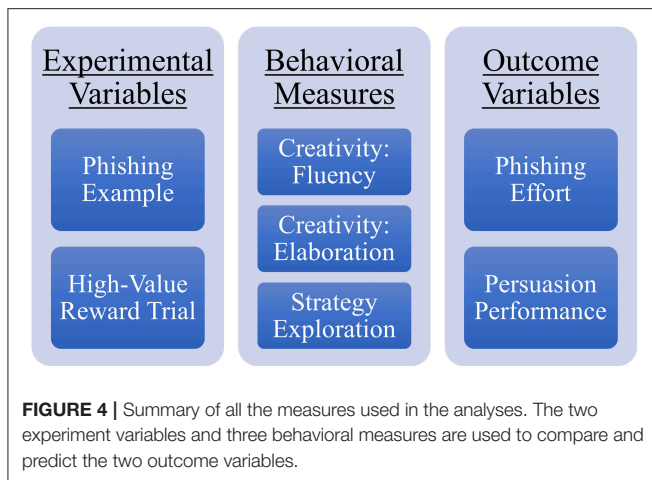 Experimental
Variables
Phishing
Example
High-Value
Reward Trial
Behavioral
Measures
Creativity:
Fluency
Creativity:
Elaboration
Strategy
Exploration
Outcome
Variables
Phishing
Effort
Persuasion
Performance
FIGURE 4 | Summary of all the measures used in the analyses. The two
experiment variables and three behavioral measures are used to compare and
predict the two outcome variables.